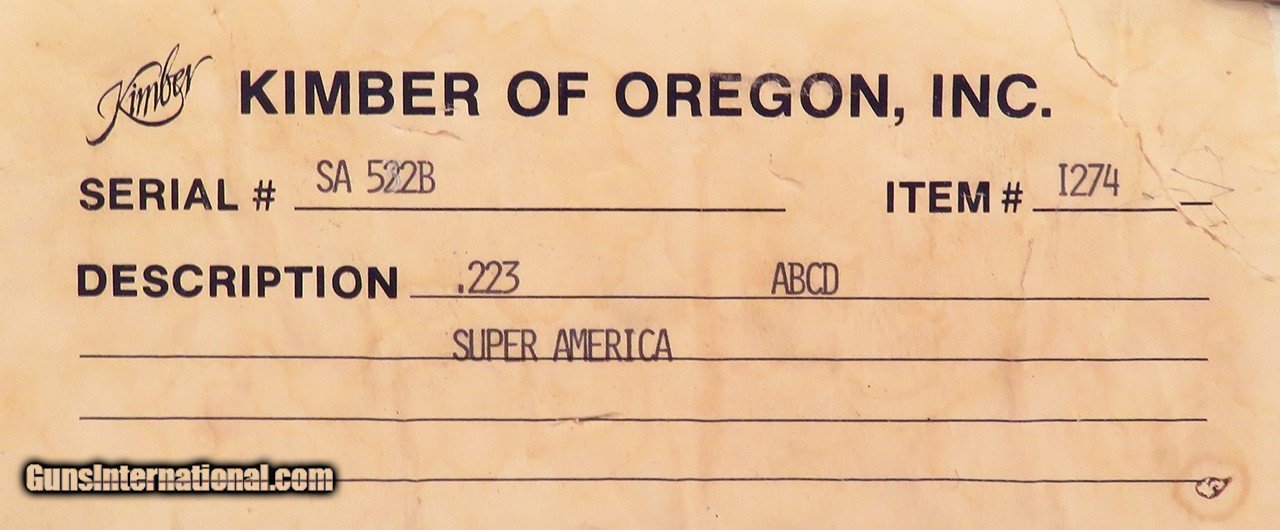 Kimber KIMBER OF OREGON, INC.
SERIAL # SA 522B ITEM # I274
DESCRIPTION .223 ABCD
SUPER AMERICA
GunsInternational.com